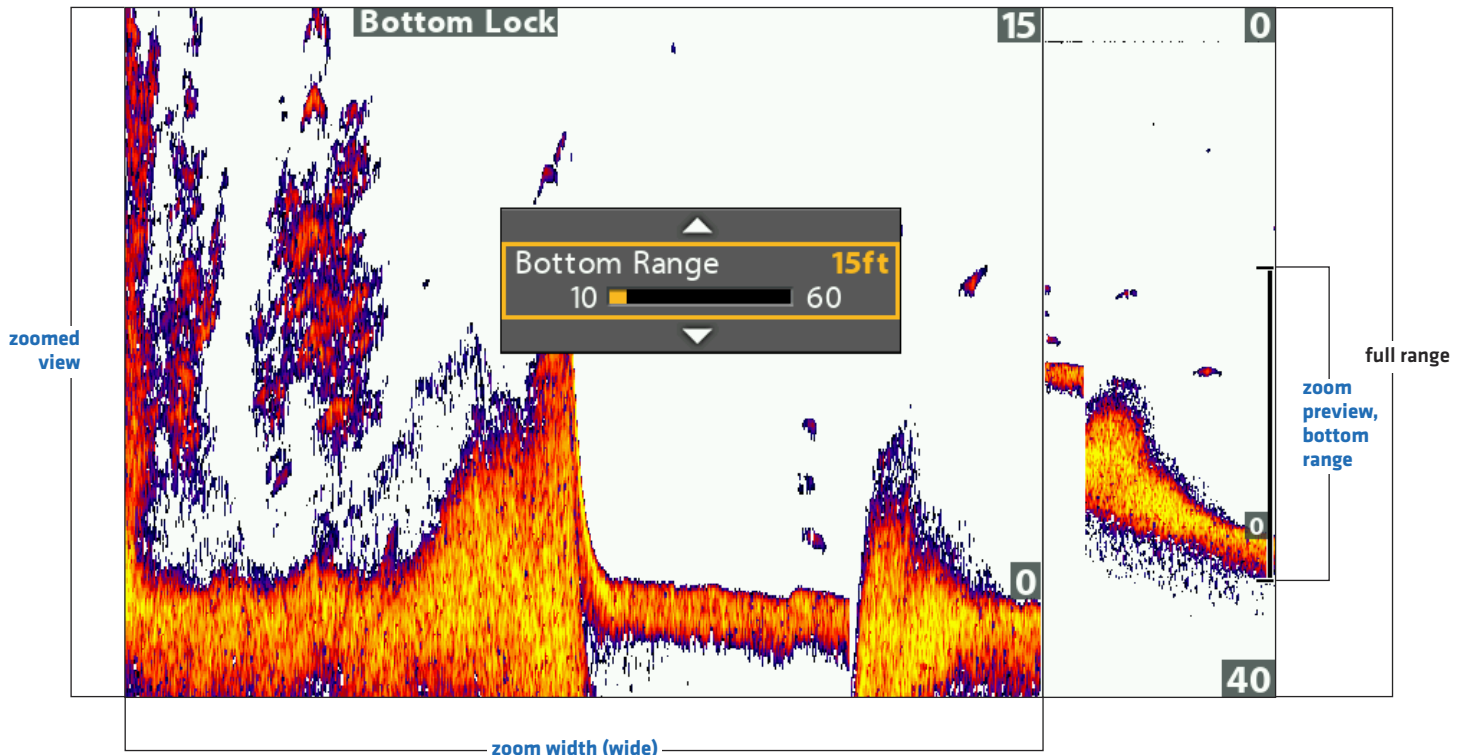 Bottom Lock
15
0
Bottom Range 15ft
10 60
zoomed
view
full range
zoom
preview,
bottom
range
0
0
40
zoom width (wide)